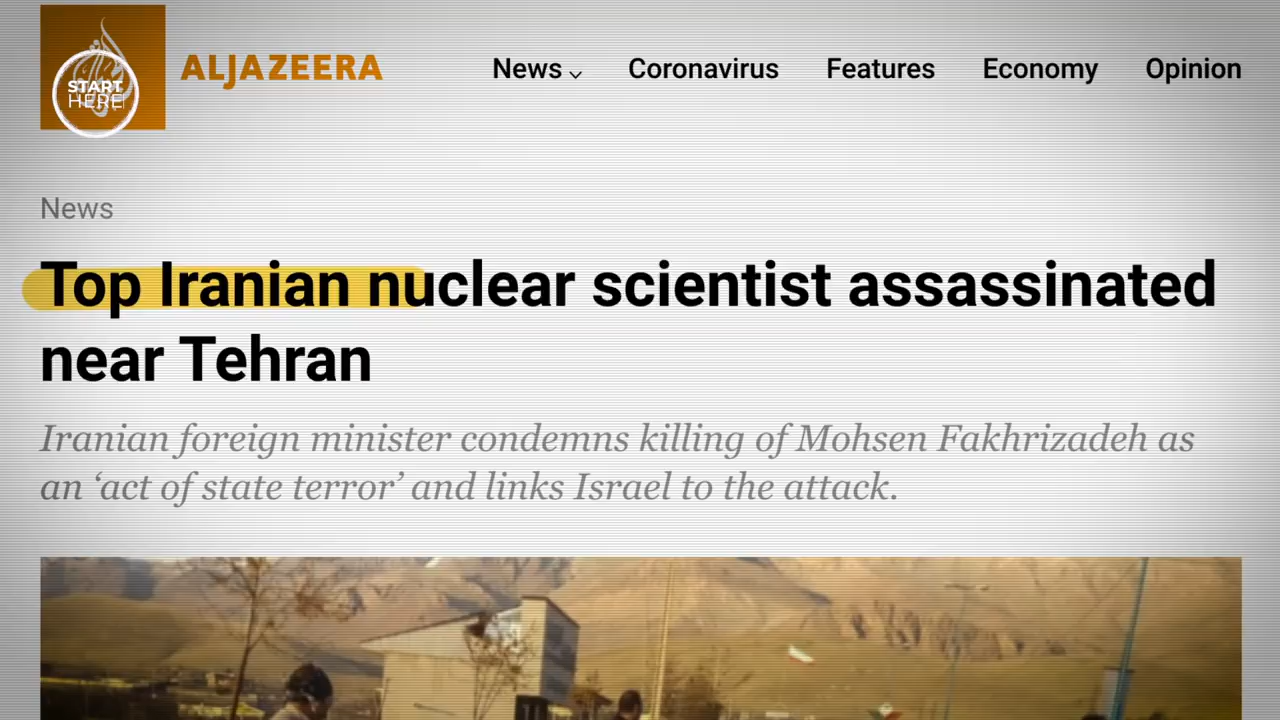 START
HERE
ALJAZEERA
News Coronavirus Features Economy Opinion
News
Top Iranian nuclear scientist assassinated
near Tehran
Iranian foreign minister condemns killing of Mohsen Fakhrizadeh as
an ‘act of state terror’ and links Israel to the attack.